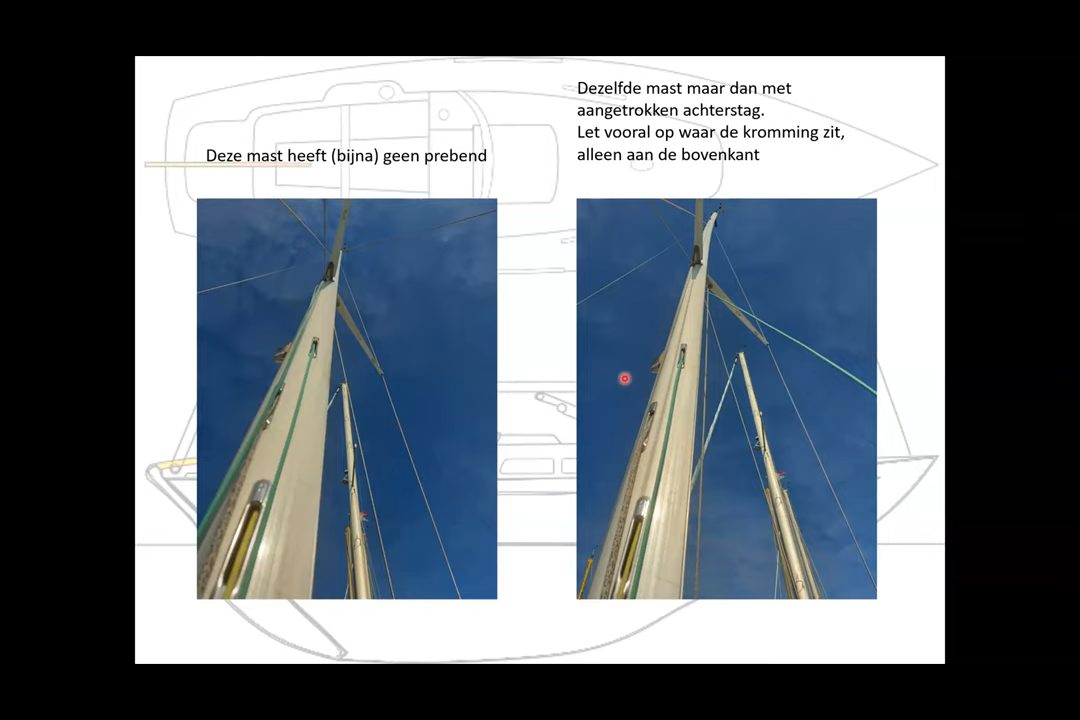 Deze mast heeft (bijna) geen prebend
Dezelfde mast maar dan met
aangetrokken achterstag.
Let vooral op waar de kromming zit,
alleen aan de bovenkant